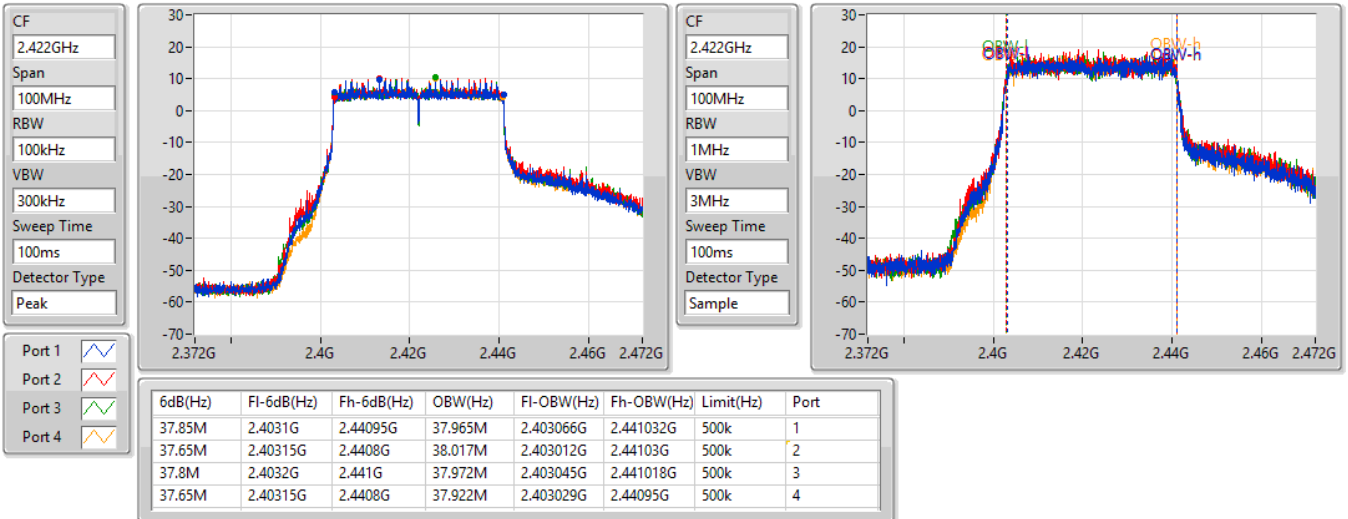 CF
2.422GHz
Span
100MHz
RBW
100kHz
VBW
300kHz
Sweep Time
100ms
Detector Type
Peak
30
20
10
0
-10
-20
-30
-40
-50
-60
-70
2.372G 2.4G 2.42G 2.44G 2.46G 2.472G
CF
2.422GHz
Span
100MHz
RBW
1MHz
VBW
3MHz
Sweep Time
100ms
Detector Type
Sample
30
20
10
0
-10
-20
-30
-40
-50
-60
-70
OBW-l OBW-h
OBW-h
2.372G 2.4G 2.42G 2.44G 2.46G 2.472G
Port 1
Port 2
Port 3
Port 4
6dB(Hz) Fl-6dB(Hz) Fh-6dB(Hz) OBW(Hz) Fl-OBW(Hz) Fh-OBW(Hz) Limit(Hz) Port
37.85M 2.4031G 2.44095G 37.965M 2.403066G 2.441032G 500k 1
37.65M 2.40315G 2.4408G 38.017M 2.403012G 2.44103G 500k 2
37.8M 2.4032G 2.441G 37.972M 2.403045G 2.441018G 500k 3
37.65M 2.40315G 2.4408G 37.922M 2.403029G 2.44095G 500k 4